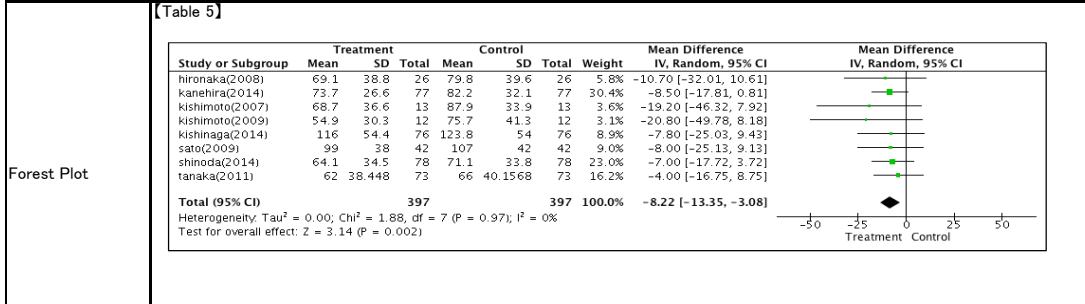 【Table 5】
Forest Plot
Treatment Control Mean Difference Mean Difference
Study or Subgroup Mean SD Total Mean SD Total Weight IV, Random, 95% CI IV, Random, 95% CI
hironaka(2008) 69.1 38.8 26 79.8 39.6 26 5.8% -10.70 [-32.01, 10.61]
kanehira(2014) 73.7 26.6 77 82.2 32.1 77 30.4% -8.50 [-17.81, 0.81]
kishimoto(2007) 68.7 36.6 13 87.9 33.9 13 3.6% -19.20 [-46.32, 7.92]
kishimoto(2009) 54.9 30.3 12 75.7 41.3 12 3.1% -20.80 [-49.78, 8.18]
kishinaga(2014) 116 54.4 76 123.8 54 76 8.9% -7.80 [-25.03, 9.43]
sato(2009) 99 38 42 107 42 42 9.1% -8.00 [-25.13, 9.13]
shinoda(2014) 64.1 34.5 78 71.1 33.8 78 23.0% -7.00 [-17.72, 3.72]
tanaka(2011) 62 38.448 73 66 40.1568 73 16.2% -4.00 [-16.75, 8.75]
Total (95% CI) 397 397 100.0% -8.22 [-13.35, -3.08]
Heterogeneity: Tau² = 0.00; Chi² = 1.88, df = 7 (P = 0.97); I² = 0%
Test for overall effect: Z = 3.14 (P = 0.002)
-50 -25 0 25 50
Treatment Control